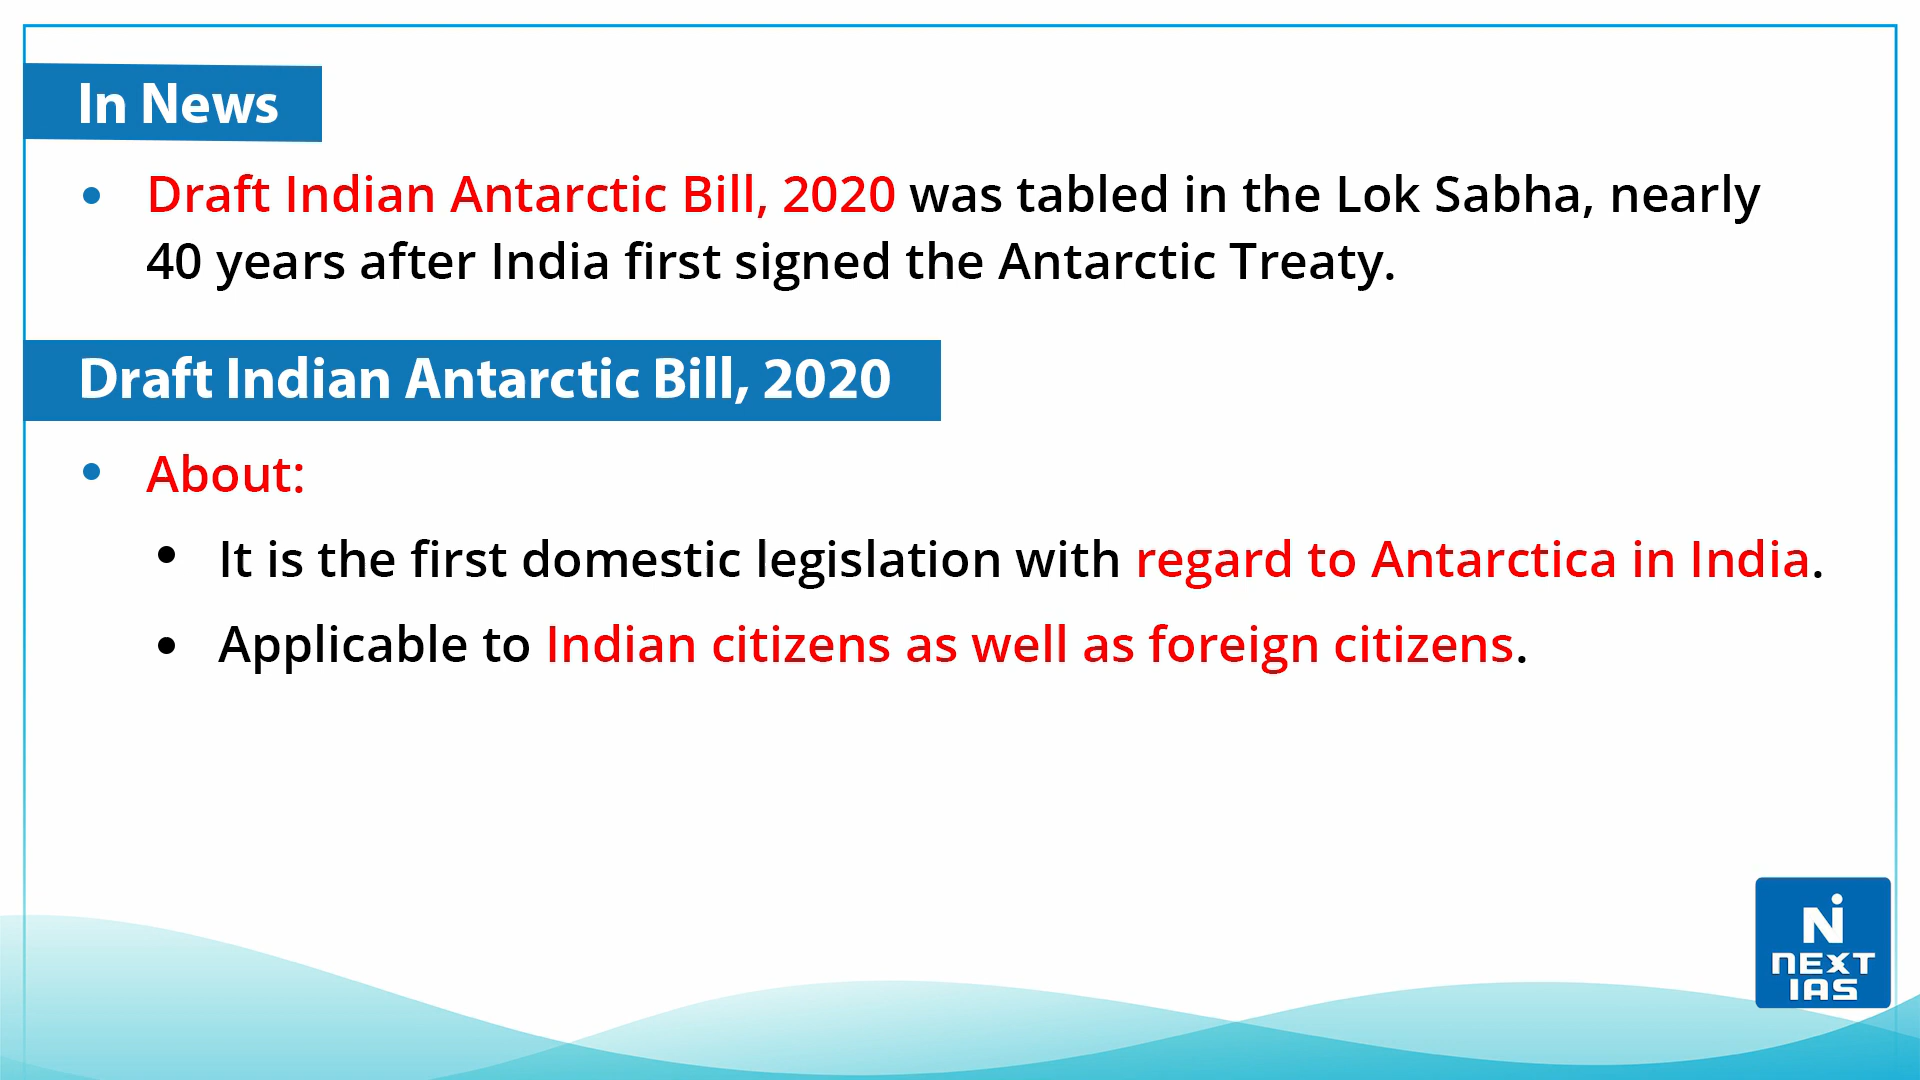 In News
• Draft Indian Antarctic Bill, 2020 was tabled in the Lok Sabha, nearly
40 years after India first signed the Antarctic Treaty.
Draft Indian Antarctic Bill, 2020
• About:
• It is the first domestic legislation with regard to Antarctica in India.
• Applicable to Indian citizens as well as foreign citizens.
N
NEXT
IAS